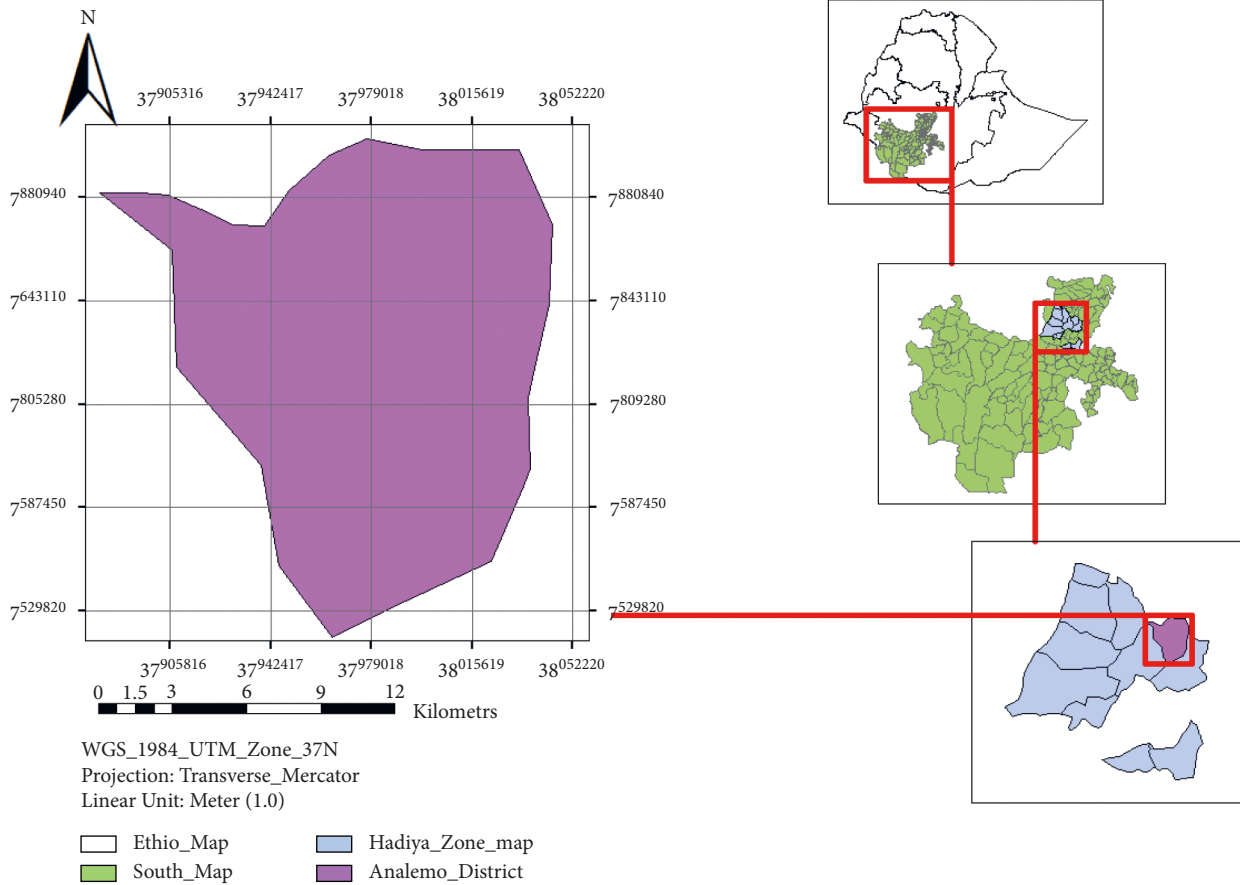 N
37905316 37942417 37979018 38015619 38052220
7880940 7880840
7643110 7843110
7805280 7809280
7587450 7587450
7529820 7529820
37905816 37942417 37979018 38015619 38052220
0 1.5 3 6 9 12
Kilometrs
WGS_1984_UTM_Zone_37N
Projection: Transverse_Mercator
Linear Unit: Meter (1.0)
Ethio_Map Hadiya_Zone_map
South_Map Analemo_District